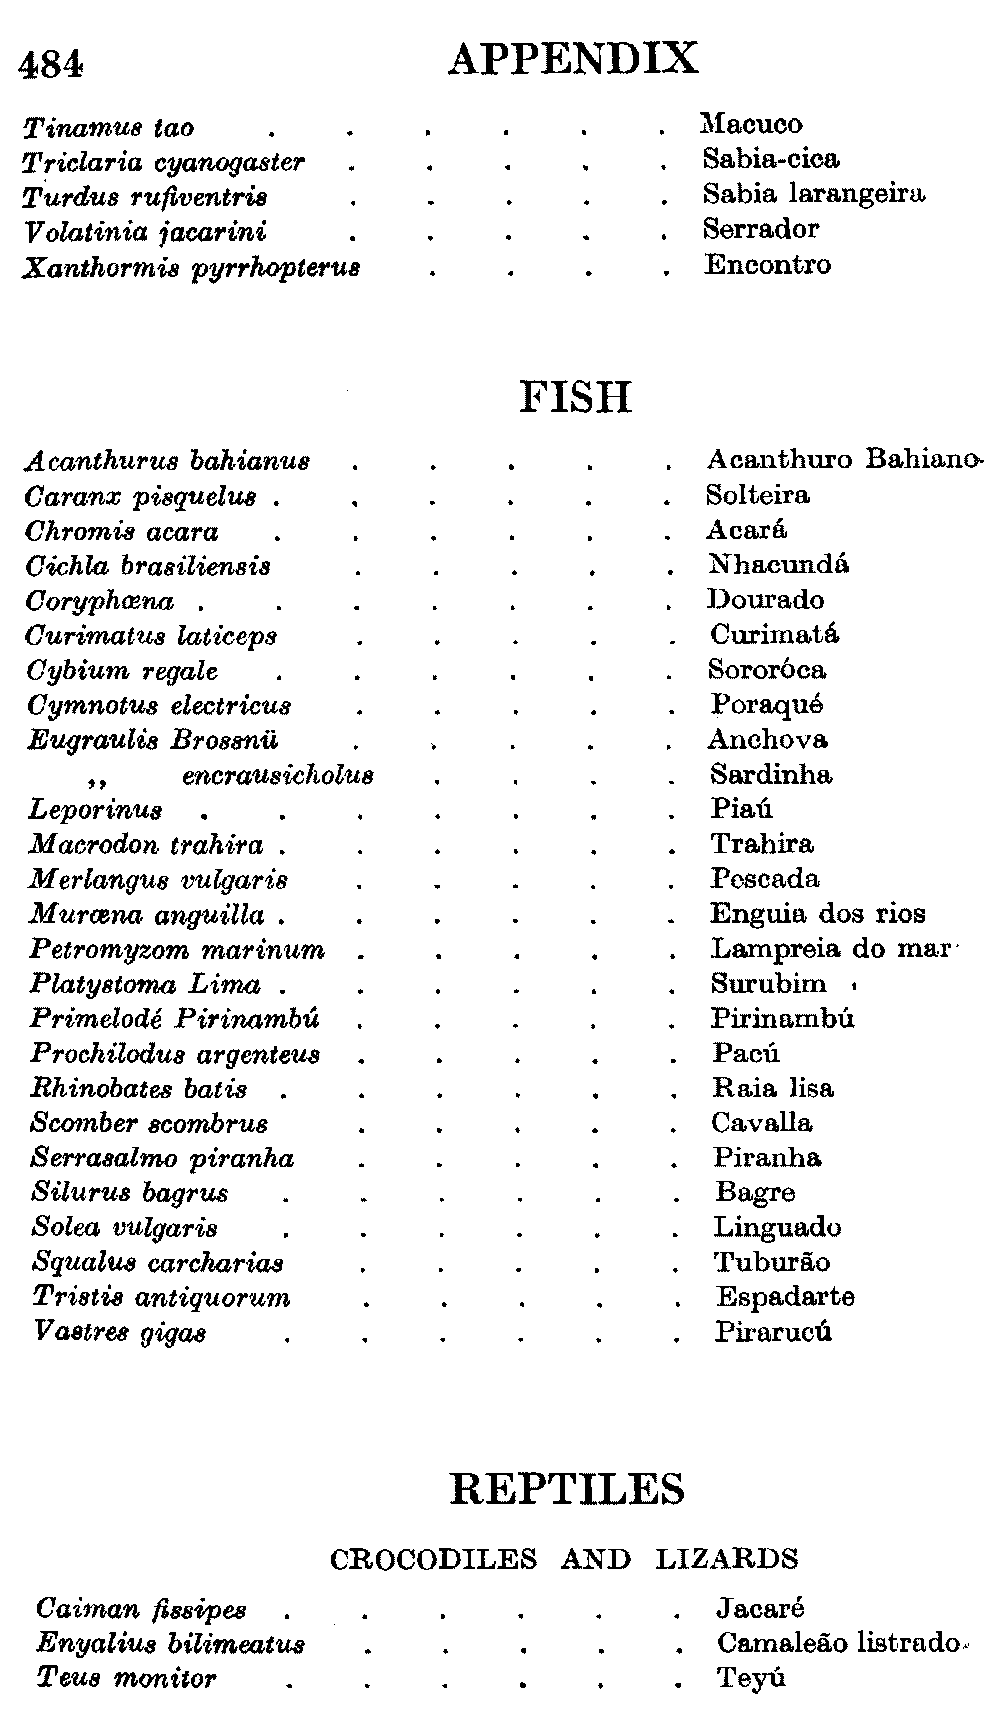 484 APPENDIX
Tinamus tao . . . . . . Macuco
Triclaria cyanogaster . . . . . Sabia-cica
Turdus rufiventris . . . . . Sabia larangeira
Volatinia jacarini . . . . . Serrador
Xanthormis pyrrhopterus . . . . Encontro
FISH
Acanthurus bahianus . . . . . Acanthuro Bahiano
Caranx pisquelus . . . . . . Solteira
Chromis acara . . . . . . Acará
Cichla brasiliensis . . . . . Nhacundá
Coryphœna . . . . . . . Dourado
Curimatus laticeps . . . . . Curimatá
Cybium regale . . . . . . Sororóca
Cymnotus electricus . . . . . Poraqué
Eugraulis Brossnü . . . . . Anchova
,, encrausicholus . . . . Sardinha
Leporinus . . . . . . . Piaú
Macrodon trahira . . . . . . Trahira
Merlangus vulgaris . . . . . Pescada
Murœna anguilla . . . . . . Enguia dos rios
Petromyzom marinum . . . . . Lampreia do mar
Platystoma Lima . . . . . . Surubim
Primelodé Pirinambú . . . . . Pirinambú
Prochilodus argenteus . . . . . Pacú
Rhinobates batis . . . . . . Raia lisa
Scomber scombrus . . . . . Cavalla
Serrasalmo piranha . . . . . Piranha
Silurus bagrus . . . . . . Bagre
Solea vulgaris . . . . . . Linguado
Squalus carcharias . . . . . Tuburão
Tristis antiquorum . . . . . Espadarte
Vastres gigas . . . . . . Pirarucú
REPTILES
CROCODILES AND LIZARDS
Caiman fissipes . . . . . . Jacaré
Enyalius bilimeatus . . . . . Camaleão listrado
Teus monitor . . . . . . Teyú